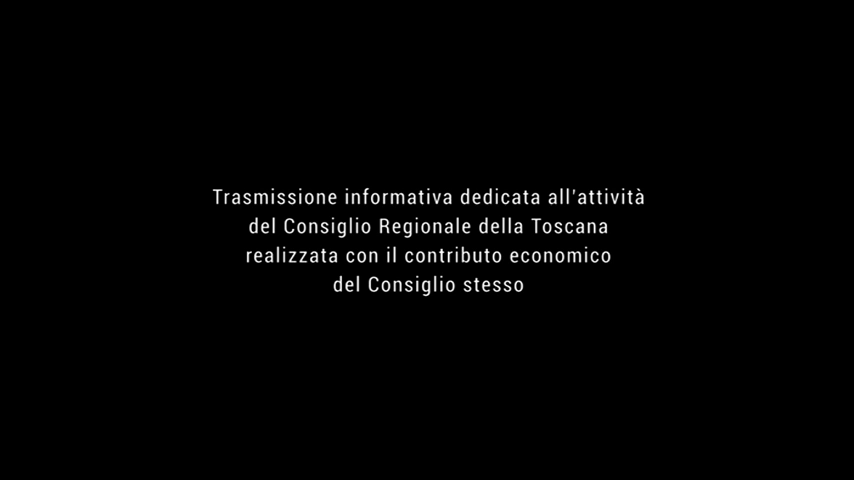 Trasmissione informativa dedicata all'attività
del Consiglio Regionale della Toscana
realizzata con il contributo economico
del Consiglio stesso